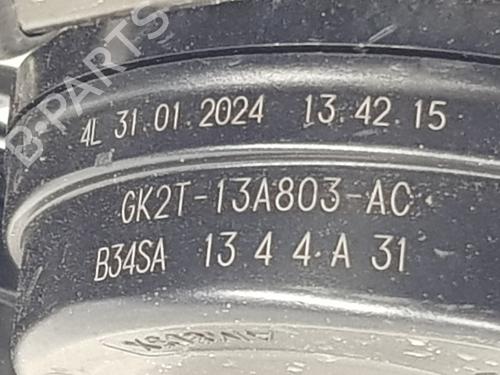 B-PARTS
4L 31.01.2024 13.42.15
GK2T-13A803-AC
B34SA 13 4 4.A 31